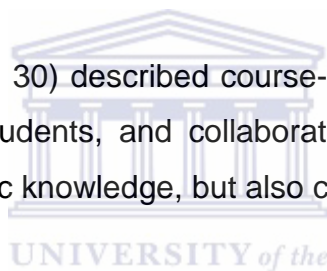 30) described course-
udents, and collaborat
c knowledge, but also c
UNIVERSITY of the